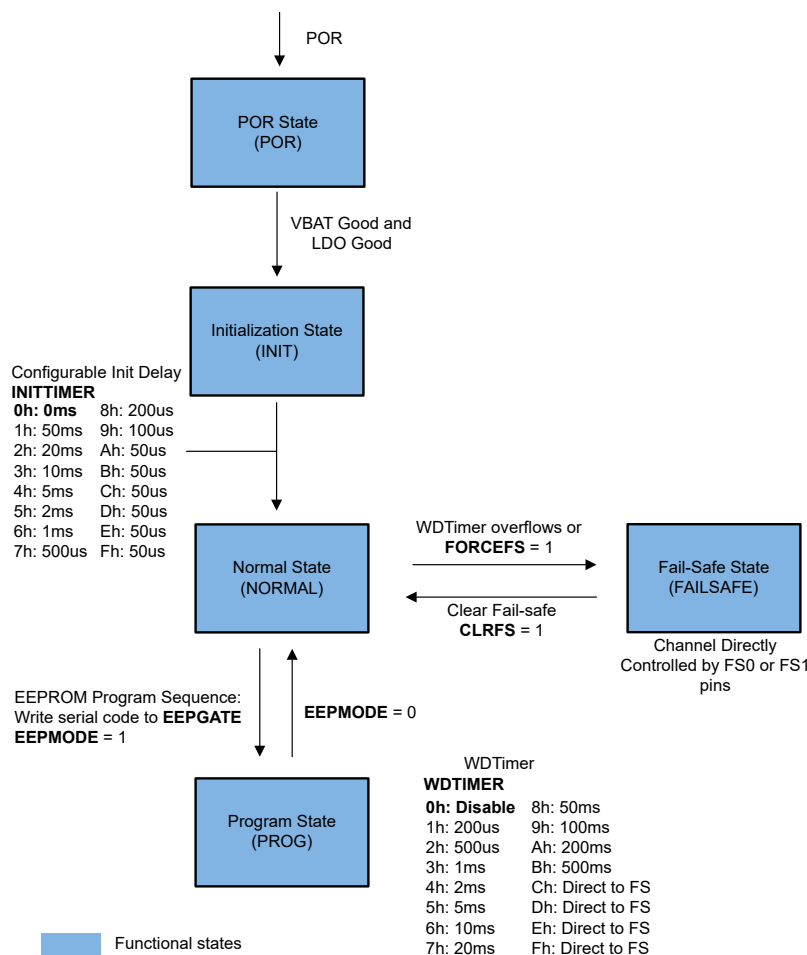 POR
POR State
(POR)
VBAT Good and
LDO Good
Initialization State
(INIT)
Configurable Init Delay
INITTIMER
0h: 0ms 8h: 200us
1h: 50ms 9h: 100us
2h: 20ms Ah: 50us
3h: 10ms Bh: 50us
4h: 5ms Ch: 50us
5h: 2ms Dh: 50us
6h: 1ms Eh: 50us
7h: 500us Fh: 50us
Normal State
(NORMAL)
WDTimer overflows or
FORCEFS = 1
Clear Fail-safe
CLRFS = 1
Fail-Safe State
(FAILSAFE)
Channel Directly
Controlled by FS0 or FS1
pins
EEPROM Program Sequence:
Write serial code to EEPGATE
EEPMODE = 1
EEPMODE = 0
Program State
(PROG)
WDTimer
WDTIMER
0h: Disable 8h: 50ms
1h: 200us 9h: 100ms
2h: 500us Ah: 200ms
3h: 1ms Bh: 500ms
4h: 2ms Ch: Direct to FS
5h: 5ms Dh: Direct to FS
6h: 10ms Eh: Direct to FS
7h: 20ms Fh: Direct to FS
Functional states